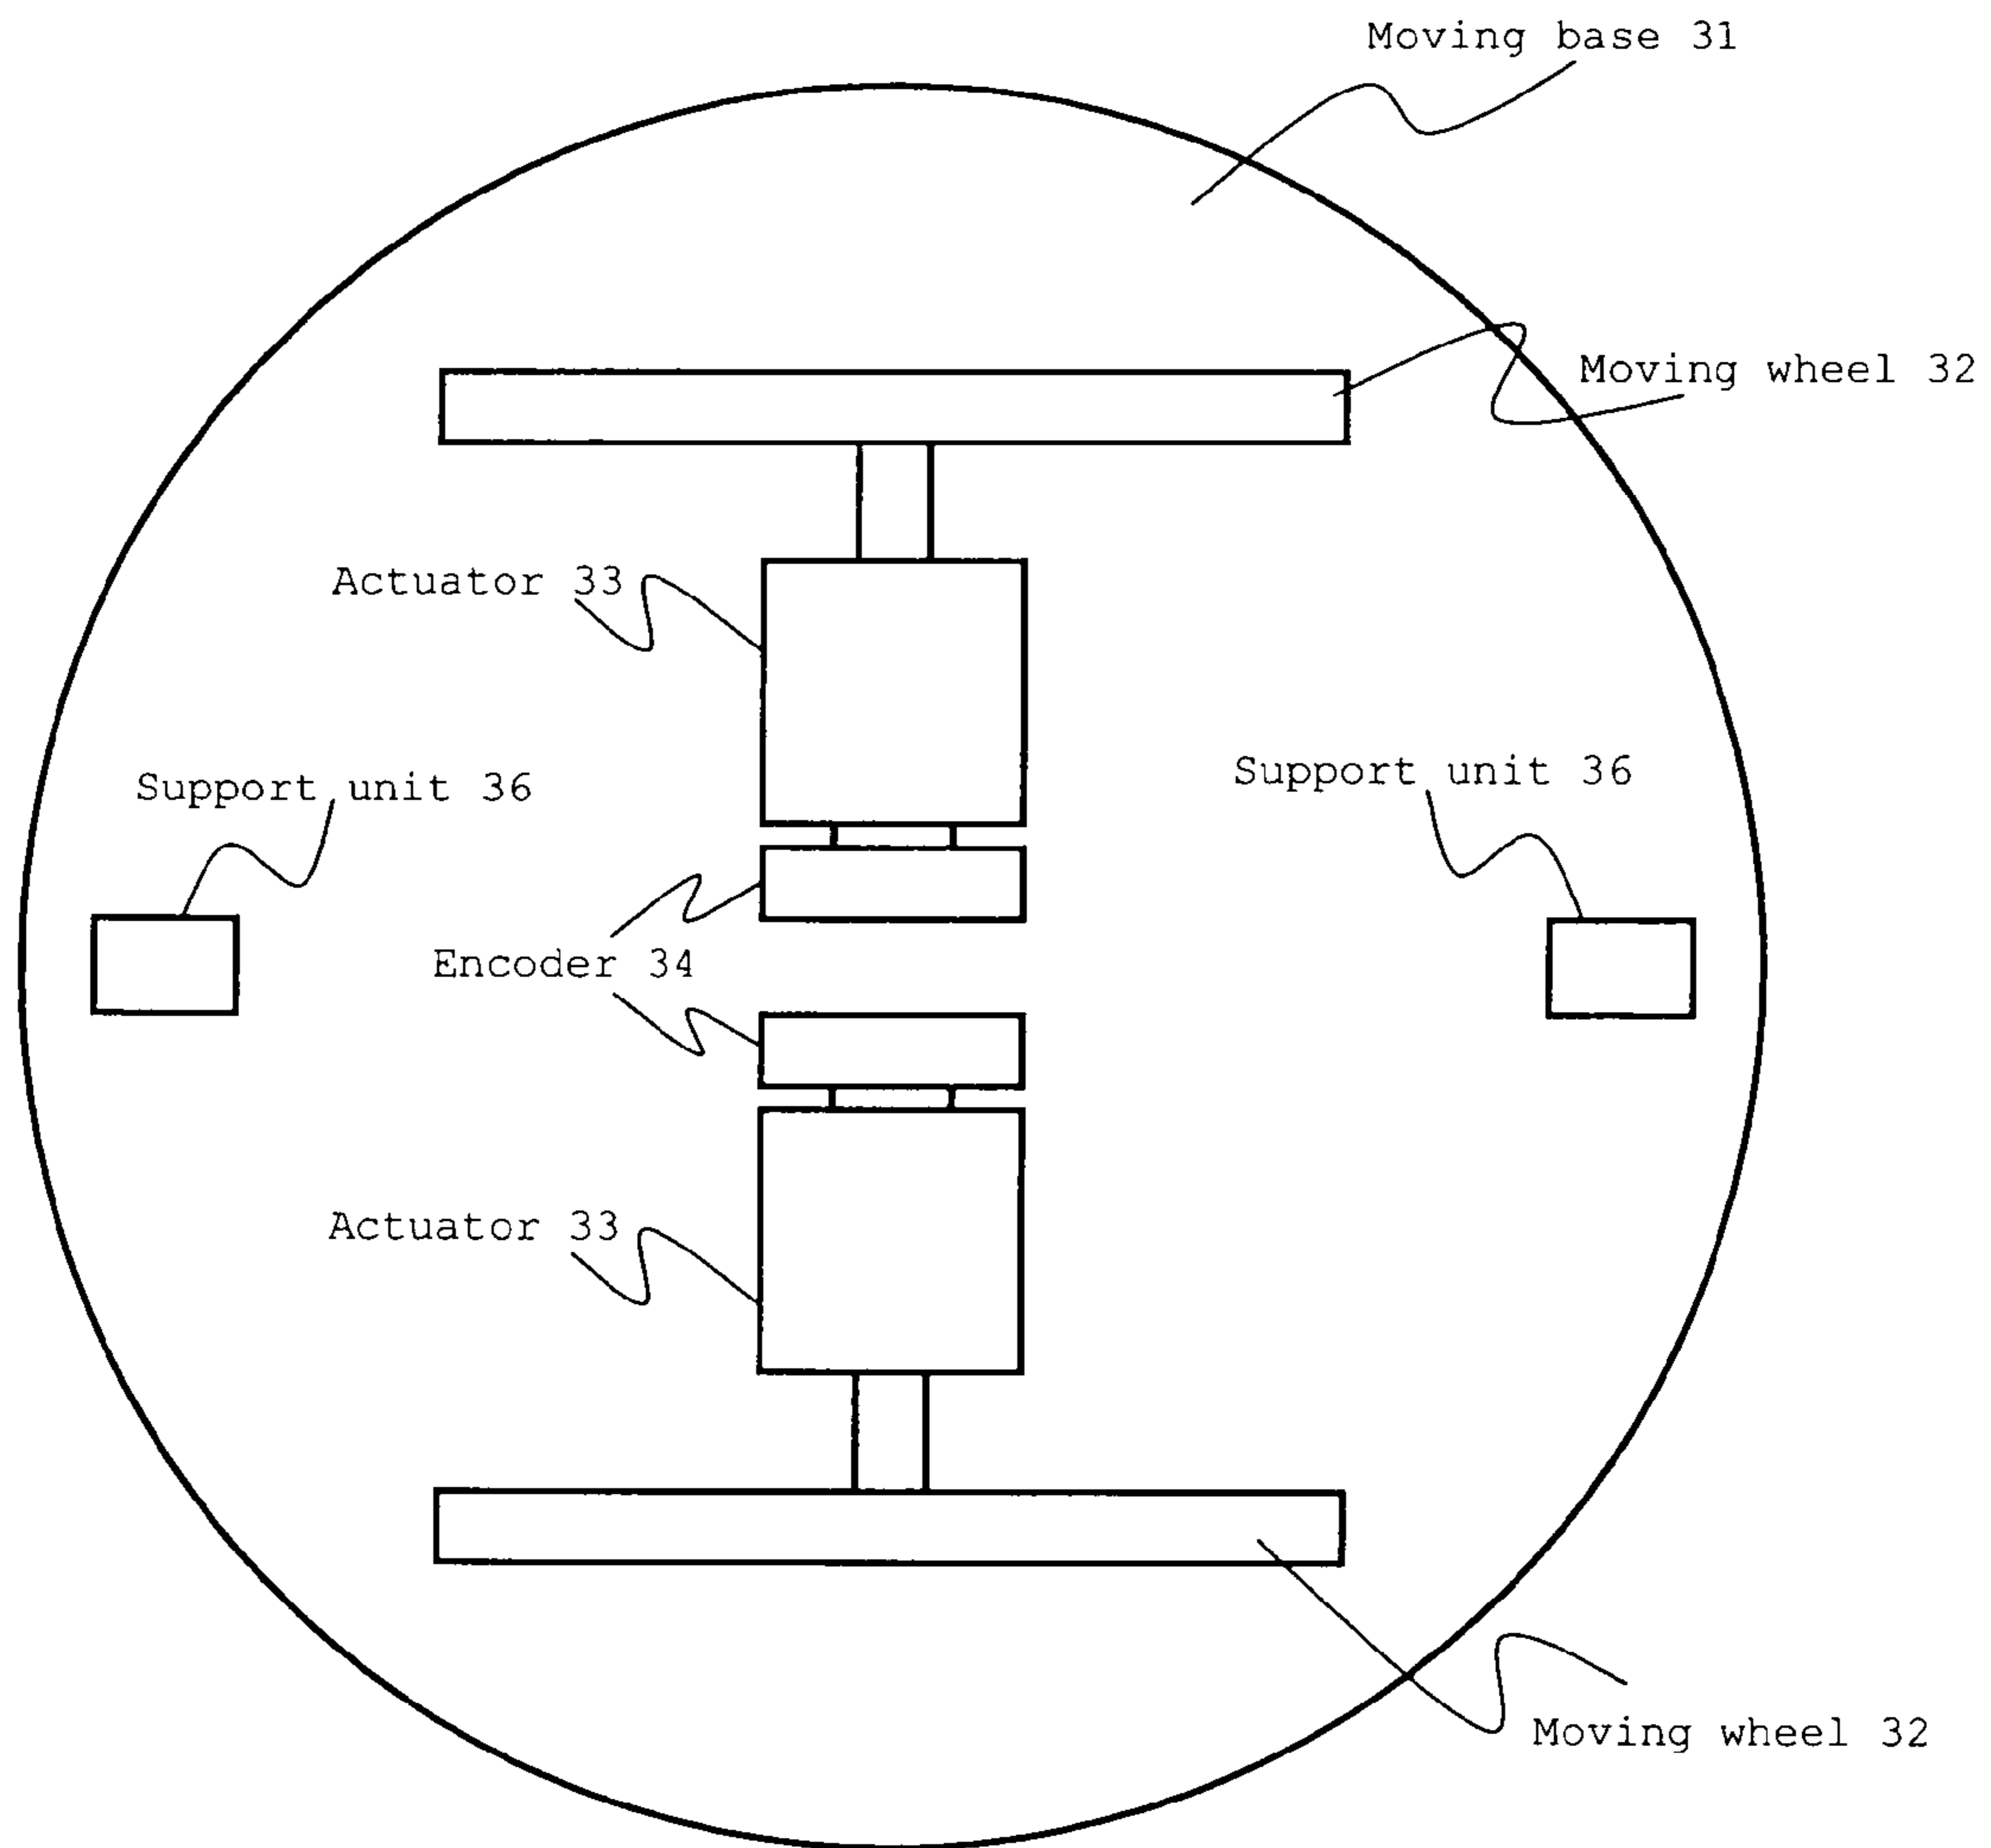 Moving base 31
Moving wheel 32
Actuator 33
Support unit 36
Support unit 36
Encoder 34
Actuator 33
Moving wheel 32